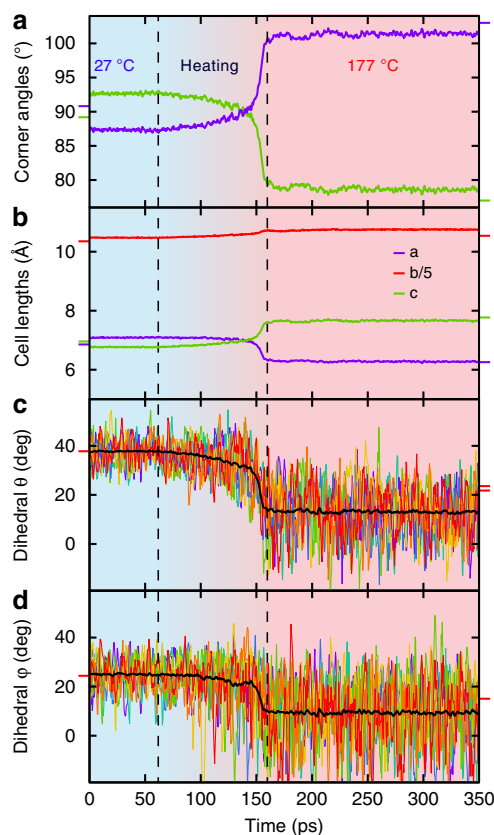 a
Corner angles (°)
100
95
90
85
80
27 °C
Heating
177 °C
b
Cell lengths (Å)
10
8
6
a
b/5
c
c
Dihedral θ (deg)
40
20
0
d
Dihedral φ (deg)
40
20
0
0 50 100 150 200 250 300 350
Time (ps)